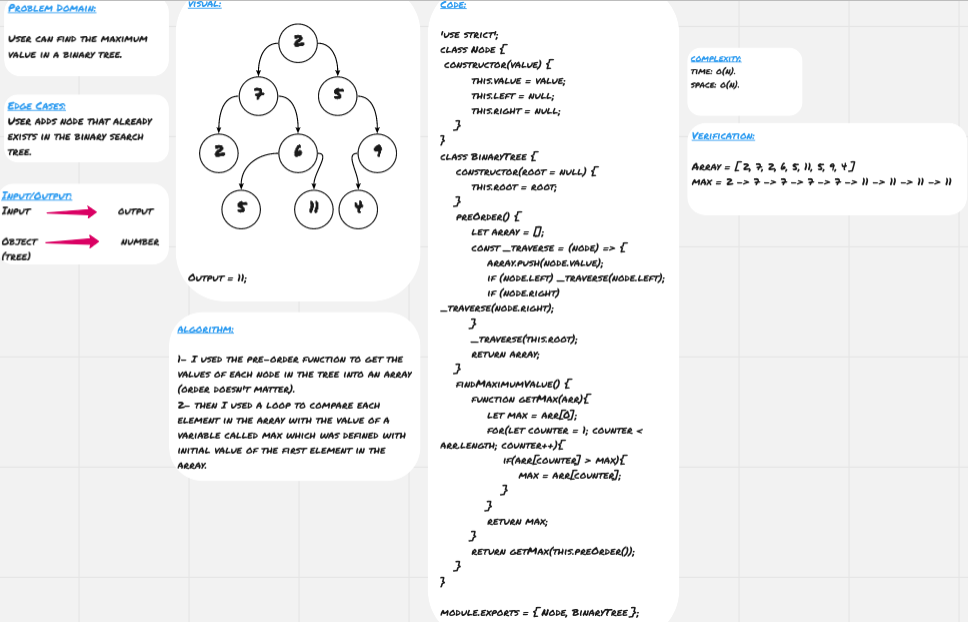 Problem Domain:
User can find the maximum
value in a binary tree.
Edge Cases:
User adds node that already
exists in the binary search
tree.
Input/Output:
Input output
Object number
(tree)
Visual:
2
7 5
2 6 9
5 11 4
Output = 11;
Algorithm:
1- I used the pre-order function to get the
values of each node in the tree into an array
(order doesn't matter).
2- Then I used a loop to compare each
element in the array with the value of a
variable called max which was defined with
initial value of the first element in the
array.
Code:
'use strict';
class Node {
constructor(value) {
this.value = value;
this.left = null;
this.right = null;
}
}
class BinaryTree {
constructor(root = null) {
this.root = root;
}
preOrder() {
let array = [];
const _traverse = (node) => {
array.push(node.value);
if (node.left) _traverse(node.left);
if (node.right)
_traverse(node.right);
}
_traverse(this.root);
return array;
}
findMaximumValue() {
function getMax(arr){
let max = arr[0];
for(let counter = 1; counter <
arr.length; counter++){
if(arr[counter] > max){
max = arr[counter];
}
}
return max;
}
return getMax(this.preOrder());
}
}
module.exports = { Node, BinaryTree };
complexity:
time: O(n).
space: O(n).
Verification:
Array = [ 2, 7, 2, 6, 5, 11, 5, 9, 4 ]
max = 2 -> 7 -> 7 -> 7 -> 7 -> 11 -> 11 -> 11 -> 11